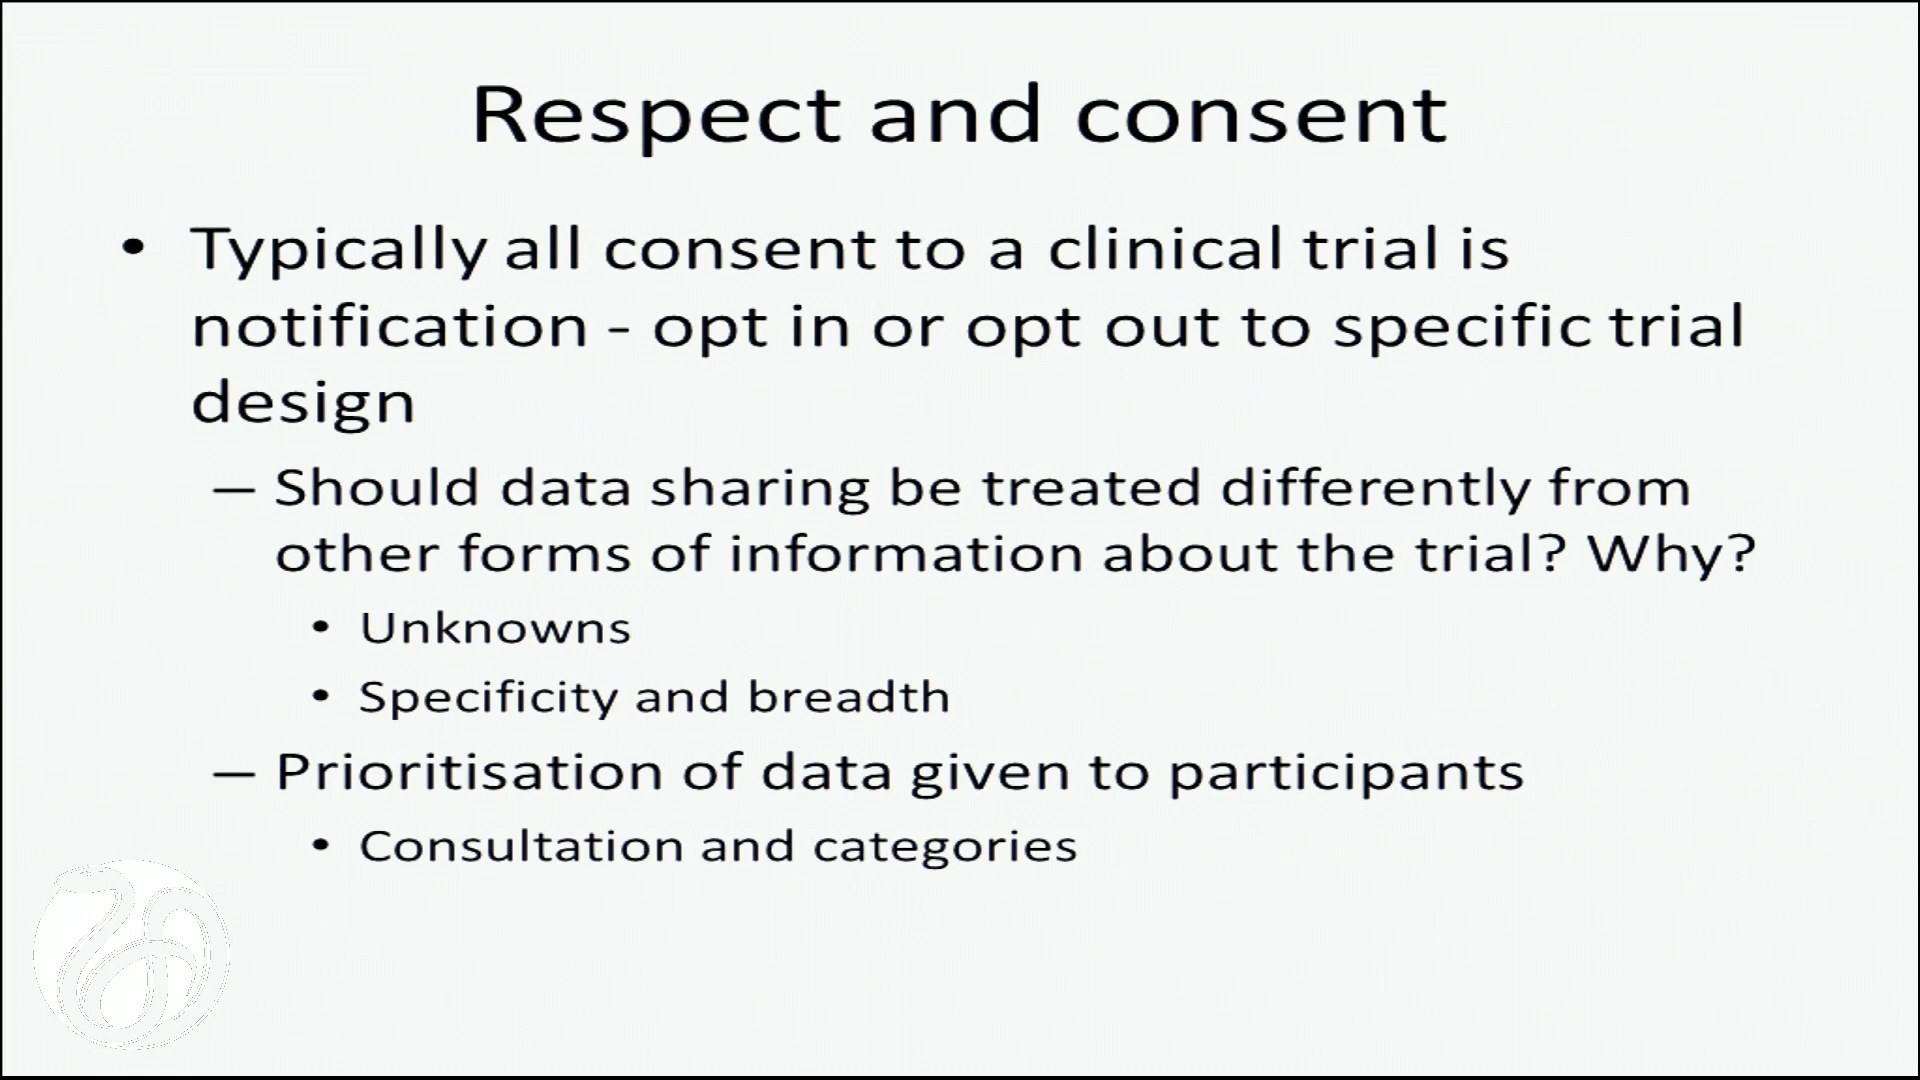 Respect and consent
• Typically all consent to a clinical trial is
notification - opt in or opt out to specific trial
design
– Should data sharing be treated differently from
other forms of information about the trial? Why?
• Unknowns
• Specificity and breadth
– Prioritisation of data given to participants
• Consultation and categories